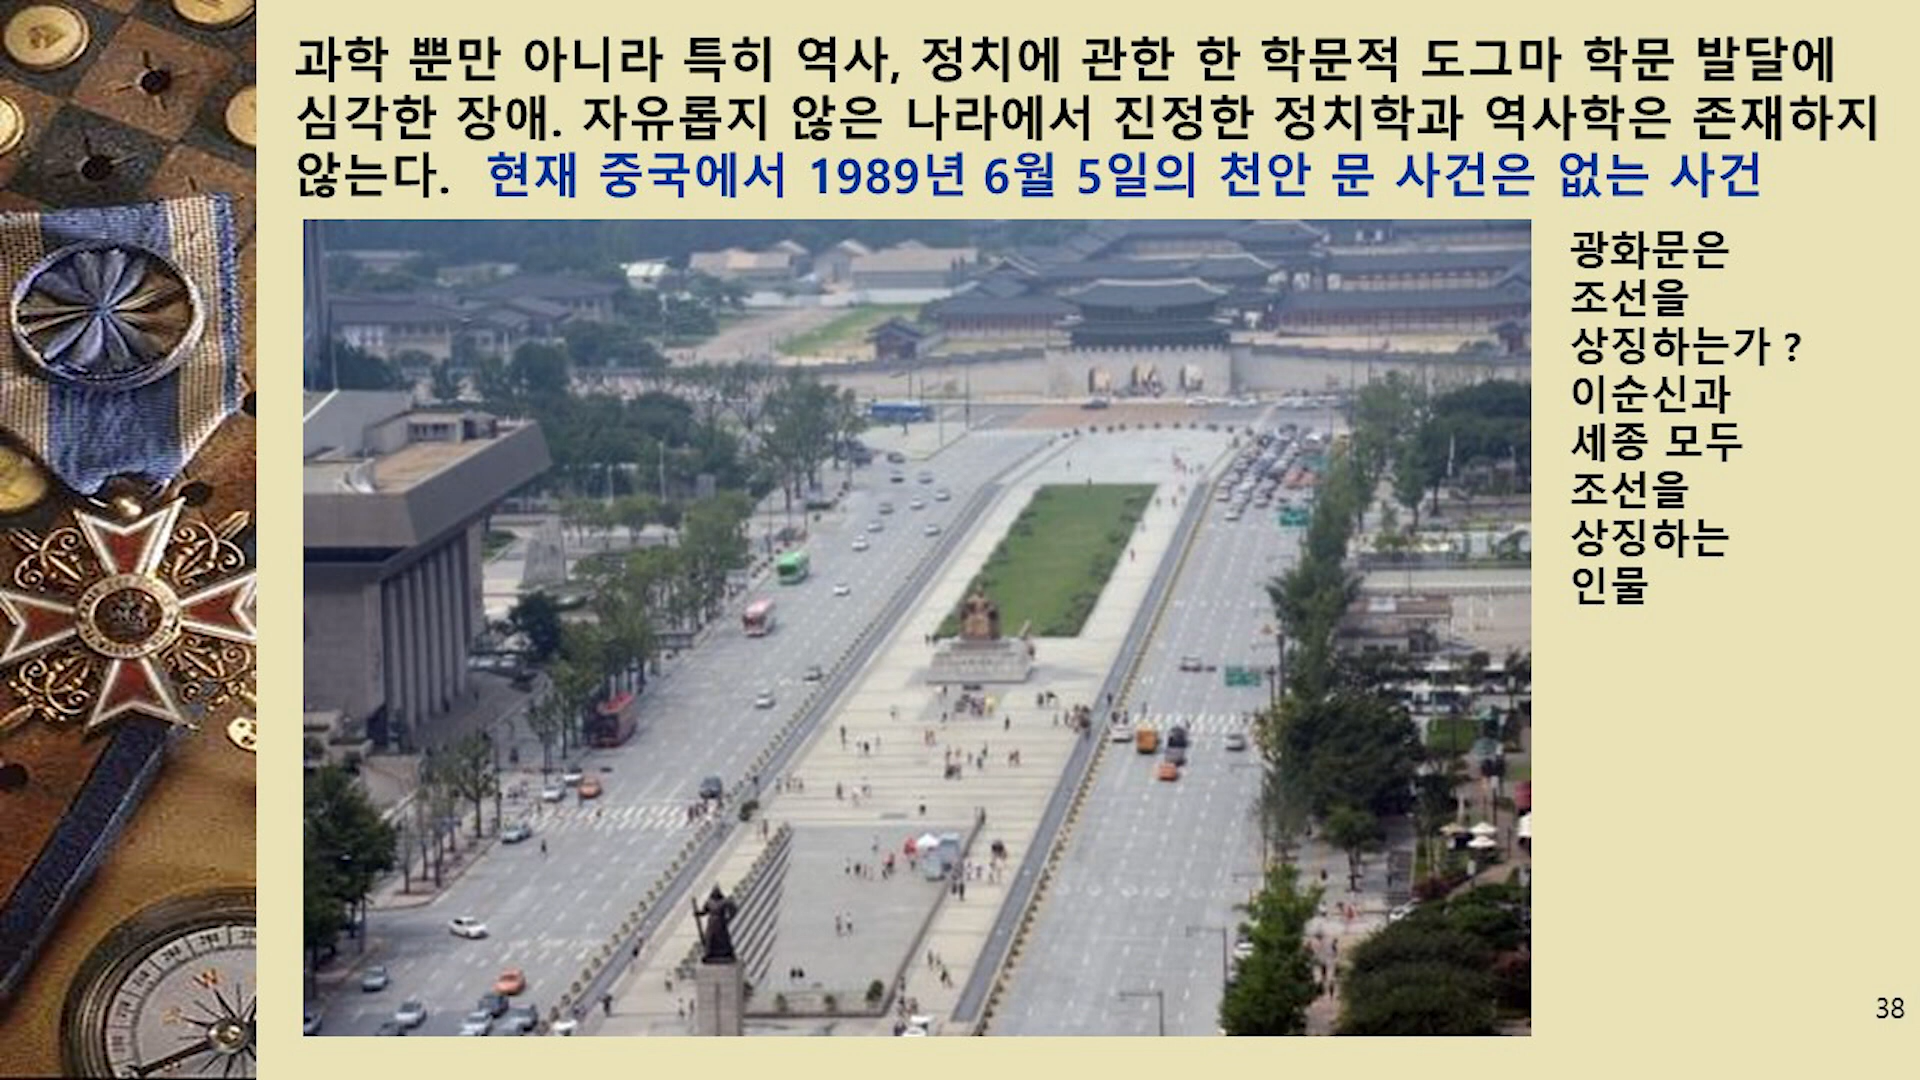 과학 뿐만 아니라 특히 역사, 정치에 관한 한 학문적 도그마 학문 발달에
심각한 장애. 자유롭지 않은 나라에서 진정한 정치학과 역사학은 존재하지
않는다. 현재 중국에서 1989년 6월 5일의 천안 문 사건은 없는 사건
광화문은
조선을
상징하는가 ?
이순신과
세종 모두
조선을
상징하는
인물
38